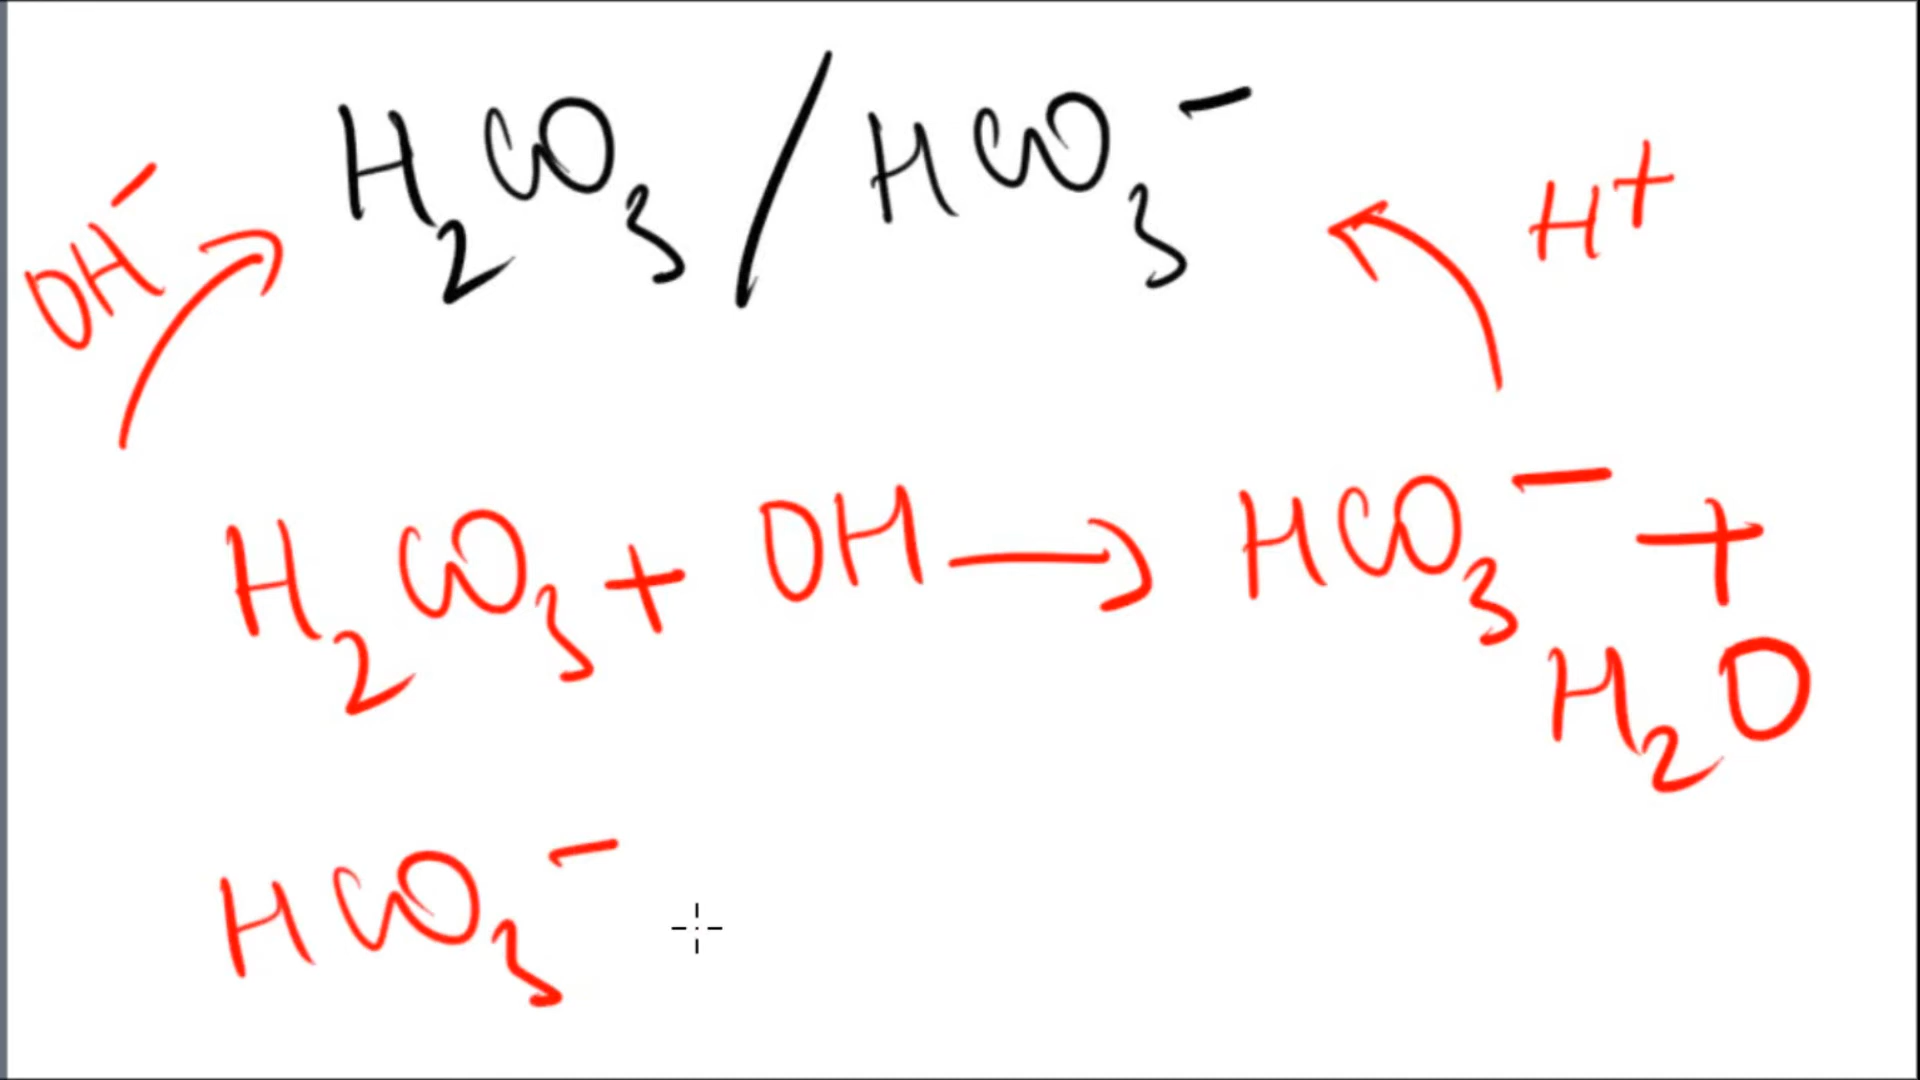 H₂CO₃ / HCO₃⁻
OH⁻
H⁺
H₂CO₃ + OH → HCO₃⁻ +
H₂O
HCO₃⁻